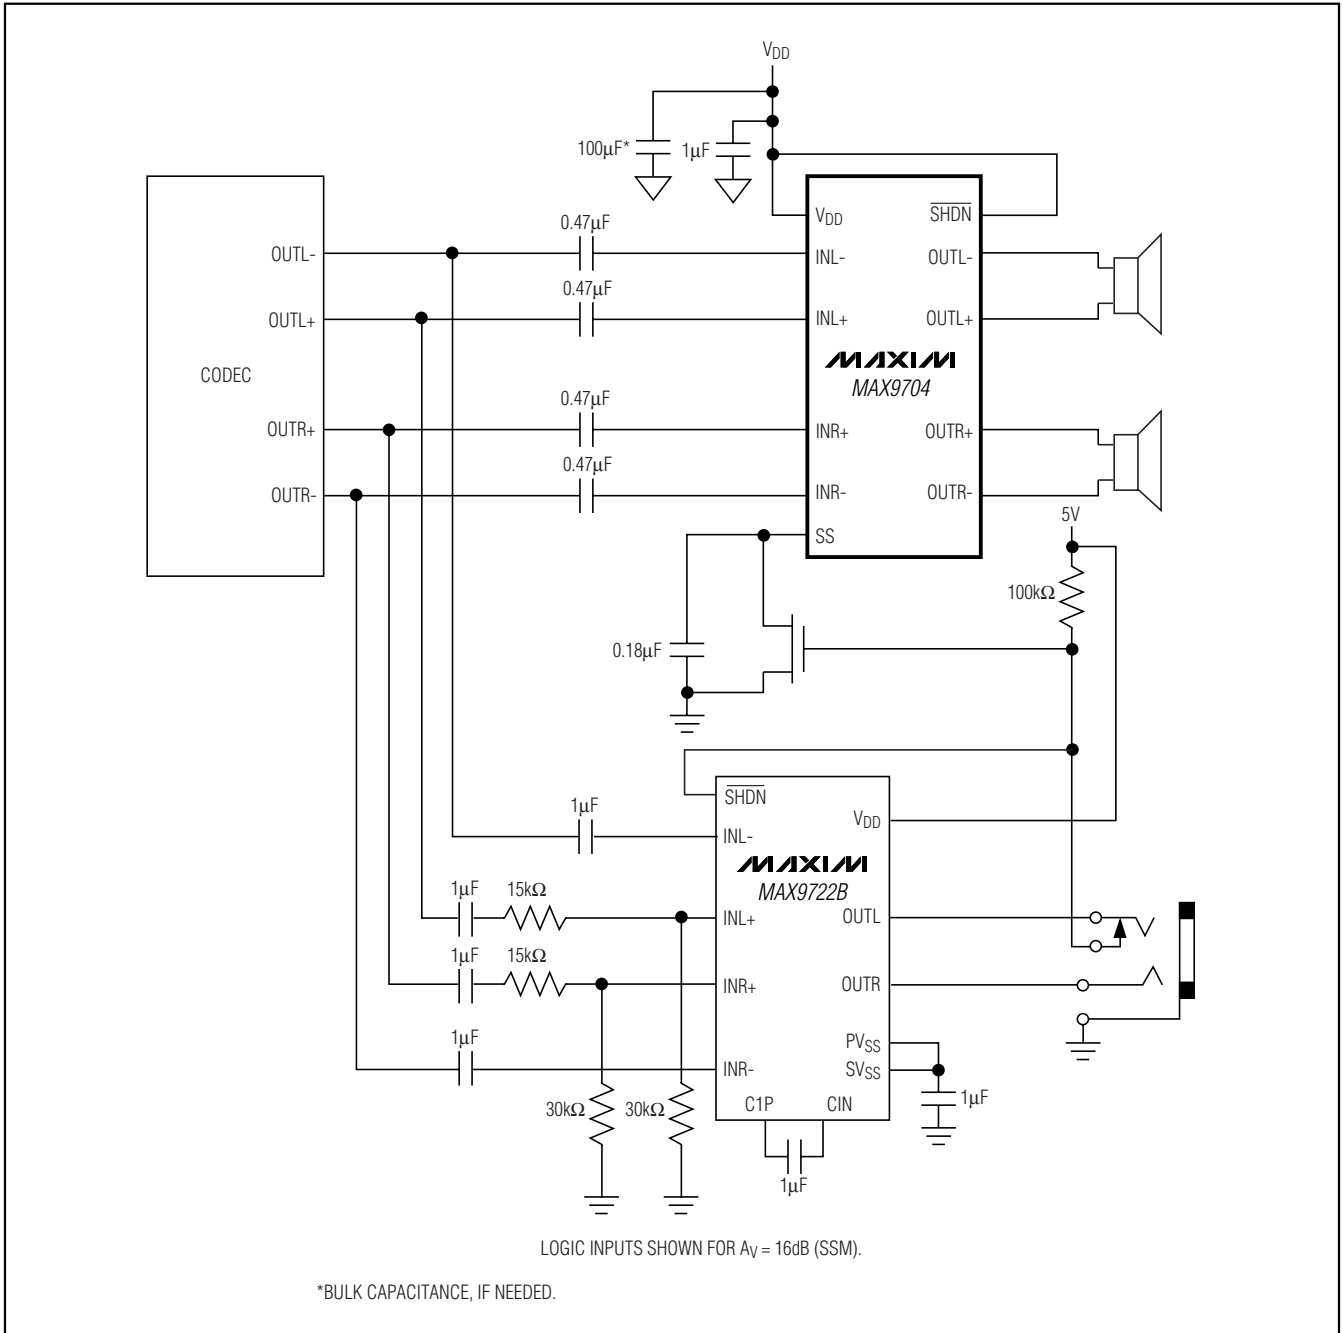 VDD
100μF*
1μF
VDD
SHDN
0.47μF
OUTL-
INL-
OUTL-
0.47μF
OUTL+
INL+
OUTL+
CODEC
MAXIM
MAX9704
0.47μF
OUTR+
INR+
OUTR+
0.47μF
OUTR-
INR-
OUTR-
5V
SS
100kΩ
0.18μF
SHDN
1μF
VDD
INL-
MAXIM
MAX9722B
1μF
15kΩ
INL+
OUTL
1μF
15kΩ
INR+
OUTR
1μF
PVSS
INR-
SVSS
30kΩ
30kΩ
C1P
CIN
1μF
1μF
LOGIC INPUTS SHOWN FOR AV = 16dB (SSM).
*BULK CAPACITANCE, IF NEEDED.